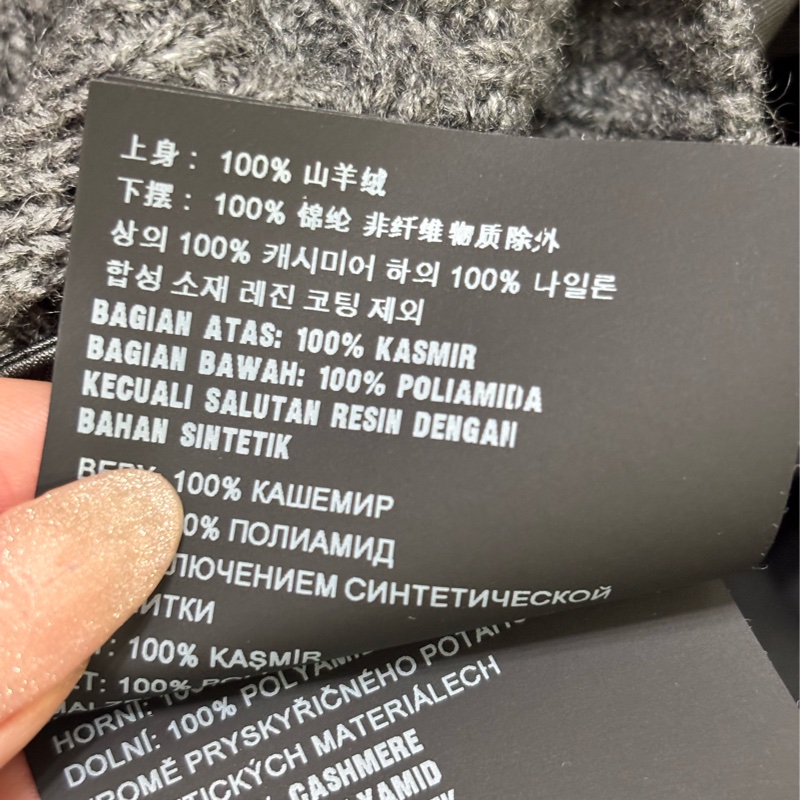 上身： 100% 山羊绒
下摆： 100% 锦纶 非纤维物质除外
상의 100% 캐시미어 하의 100% 나일론
합성 소재 레진 코팅 제외
BAGIAN ATAS: 100% KASMIR
BAGIAN BAWAH: 100% POLIAMIDA
KECUALI SALUTAN RESIN DENGAN
BAHAN SINTETIK
100% КАШЕМИР
ПОЛИАМИД
СИНТЕТИЧЕСКОЙ
100% KAŞMİR
100%
HORNÍ:
DOLNÍ: 100% POLYAMID
KROMĚ PRYSKYŘIČNÉHO POTAHU
MATERIÁLECH
CASHMERE